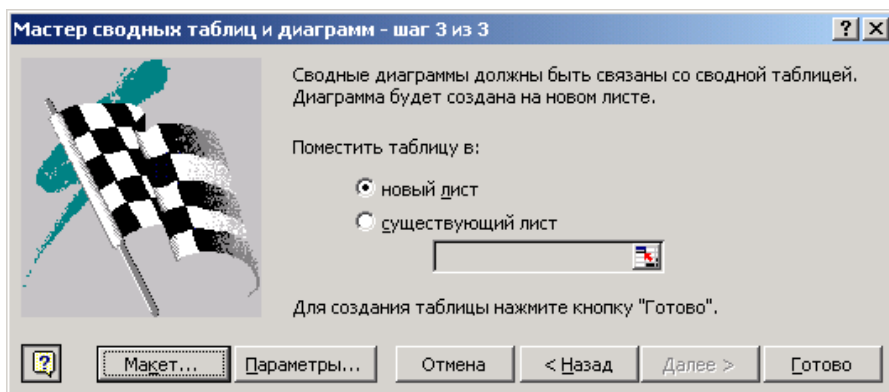 Мастер сводных таблиц и диаграмм - шаг 3 из 3
Сводные диаграммы должны быть связаны со сводной таблицей.
Диаграмма будет создана на новом листе.
Поместить таблицу в:
новый лист
существующий лист
Для создания таблицы нажмите кнопку "Готово".
Макет... Параметры... Отмена < Назад Далее > Готово